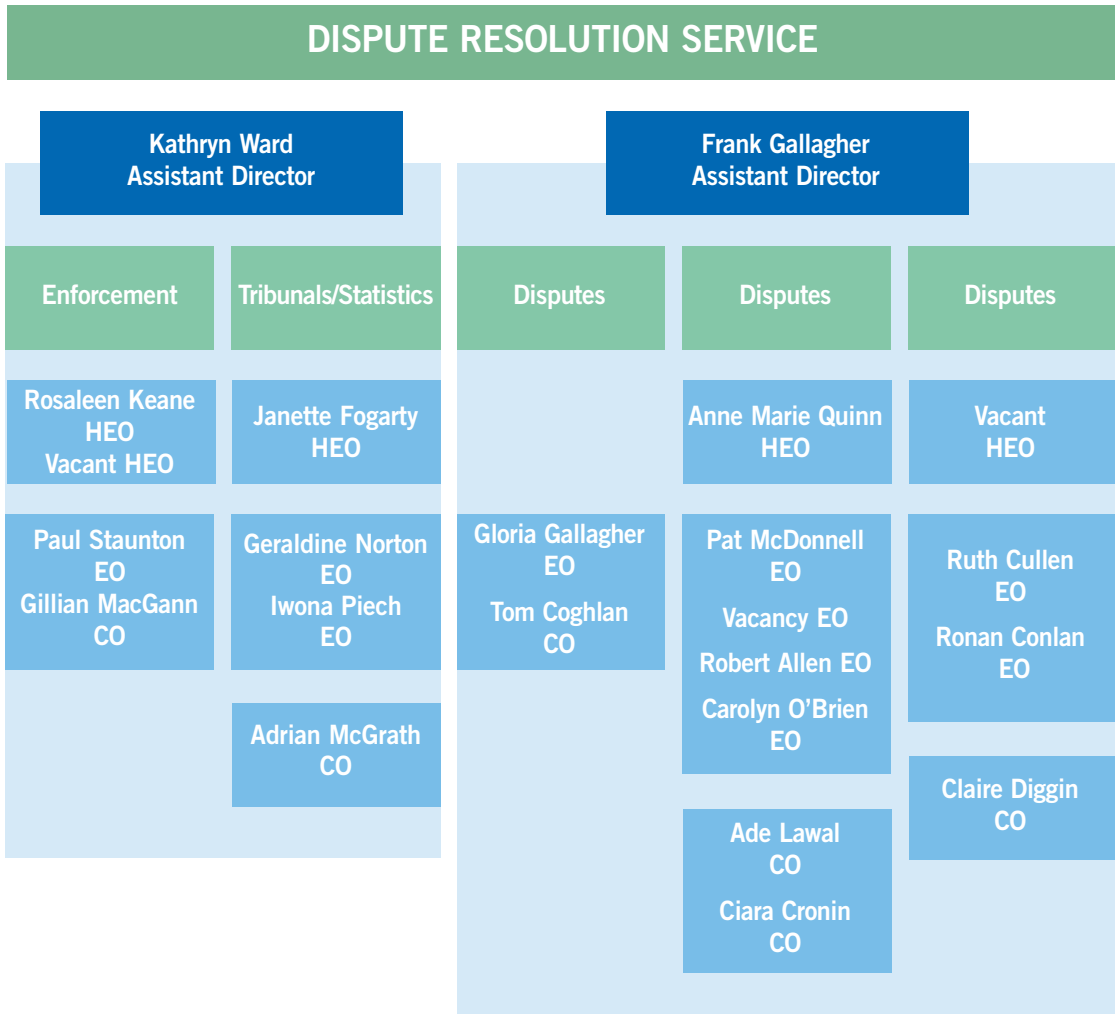 DISPUTE RESOLUTION SERVICE
Kathryn Ward
Assistant Director
Frank Gallagher
Assistant Director
Enforcement
Tribunals/Statistics
Disputes
Disputes
Disputes
Rosaleen Keane
HEO
Vacant HEO
Janette Fogarty
HEO
Anne Marie Quinn
HEO
Vacant
HEO
Paul Staunton
EO
Gillian MacGann
CO
Geraldine Norton
EO
Iwona Piech
EO
Gloria Gallagher
EO
Tom Coghlan
CO
Pat McDonnell
EO
Vacancy EO
Robert Allen EO
Carolyn O’Brien
EO
Ruth Cullen
EO
Ronan Conlan
EO
Adrian McGrath
CO
Claire Diggin
CO
Ade Lawal
CO
Ciara Cronin
CO